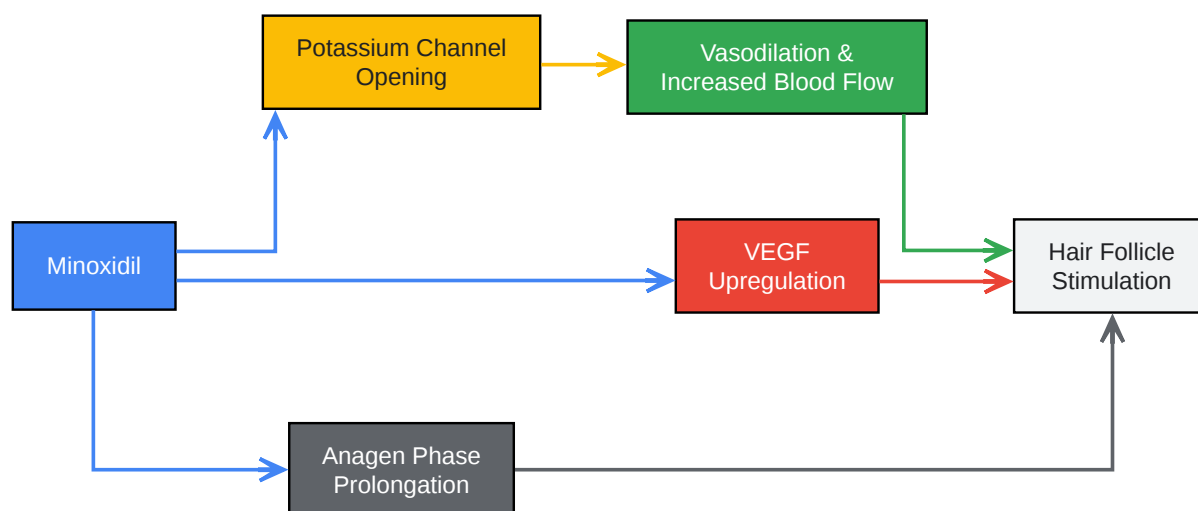 Potassium Channel
Opening
Vasodilation &
Increased Blood Flow
Minoxidil
VEGF
Upregulation
Hair Follicle
Stimulation
Anagen Phase
Prolongation